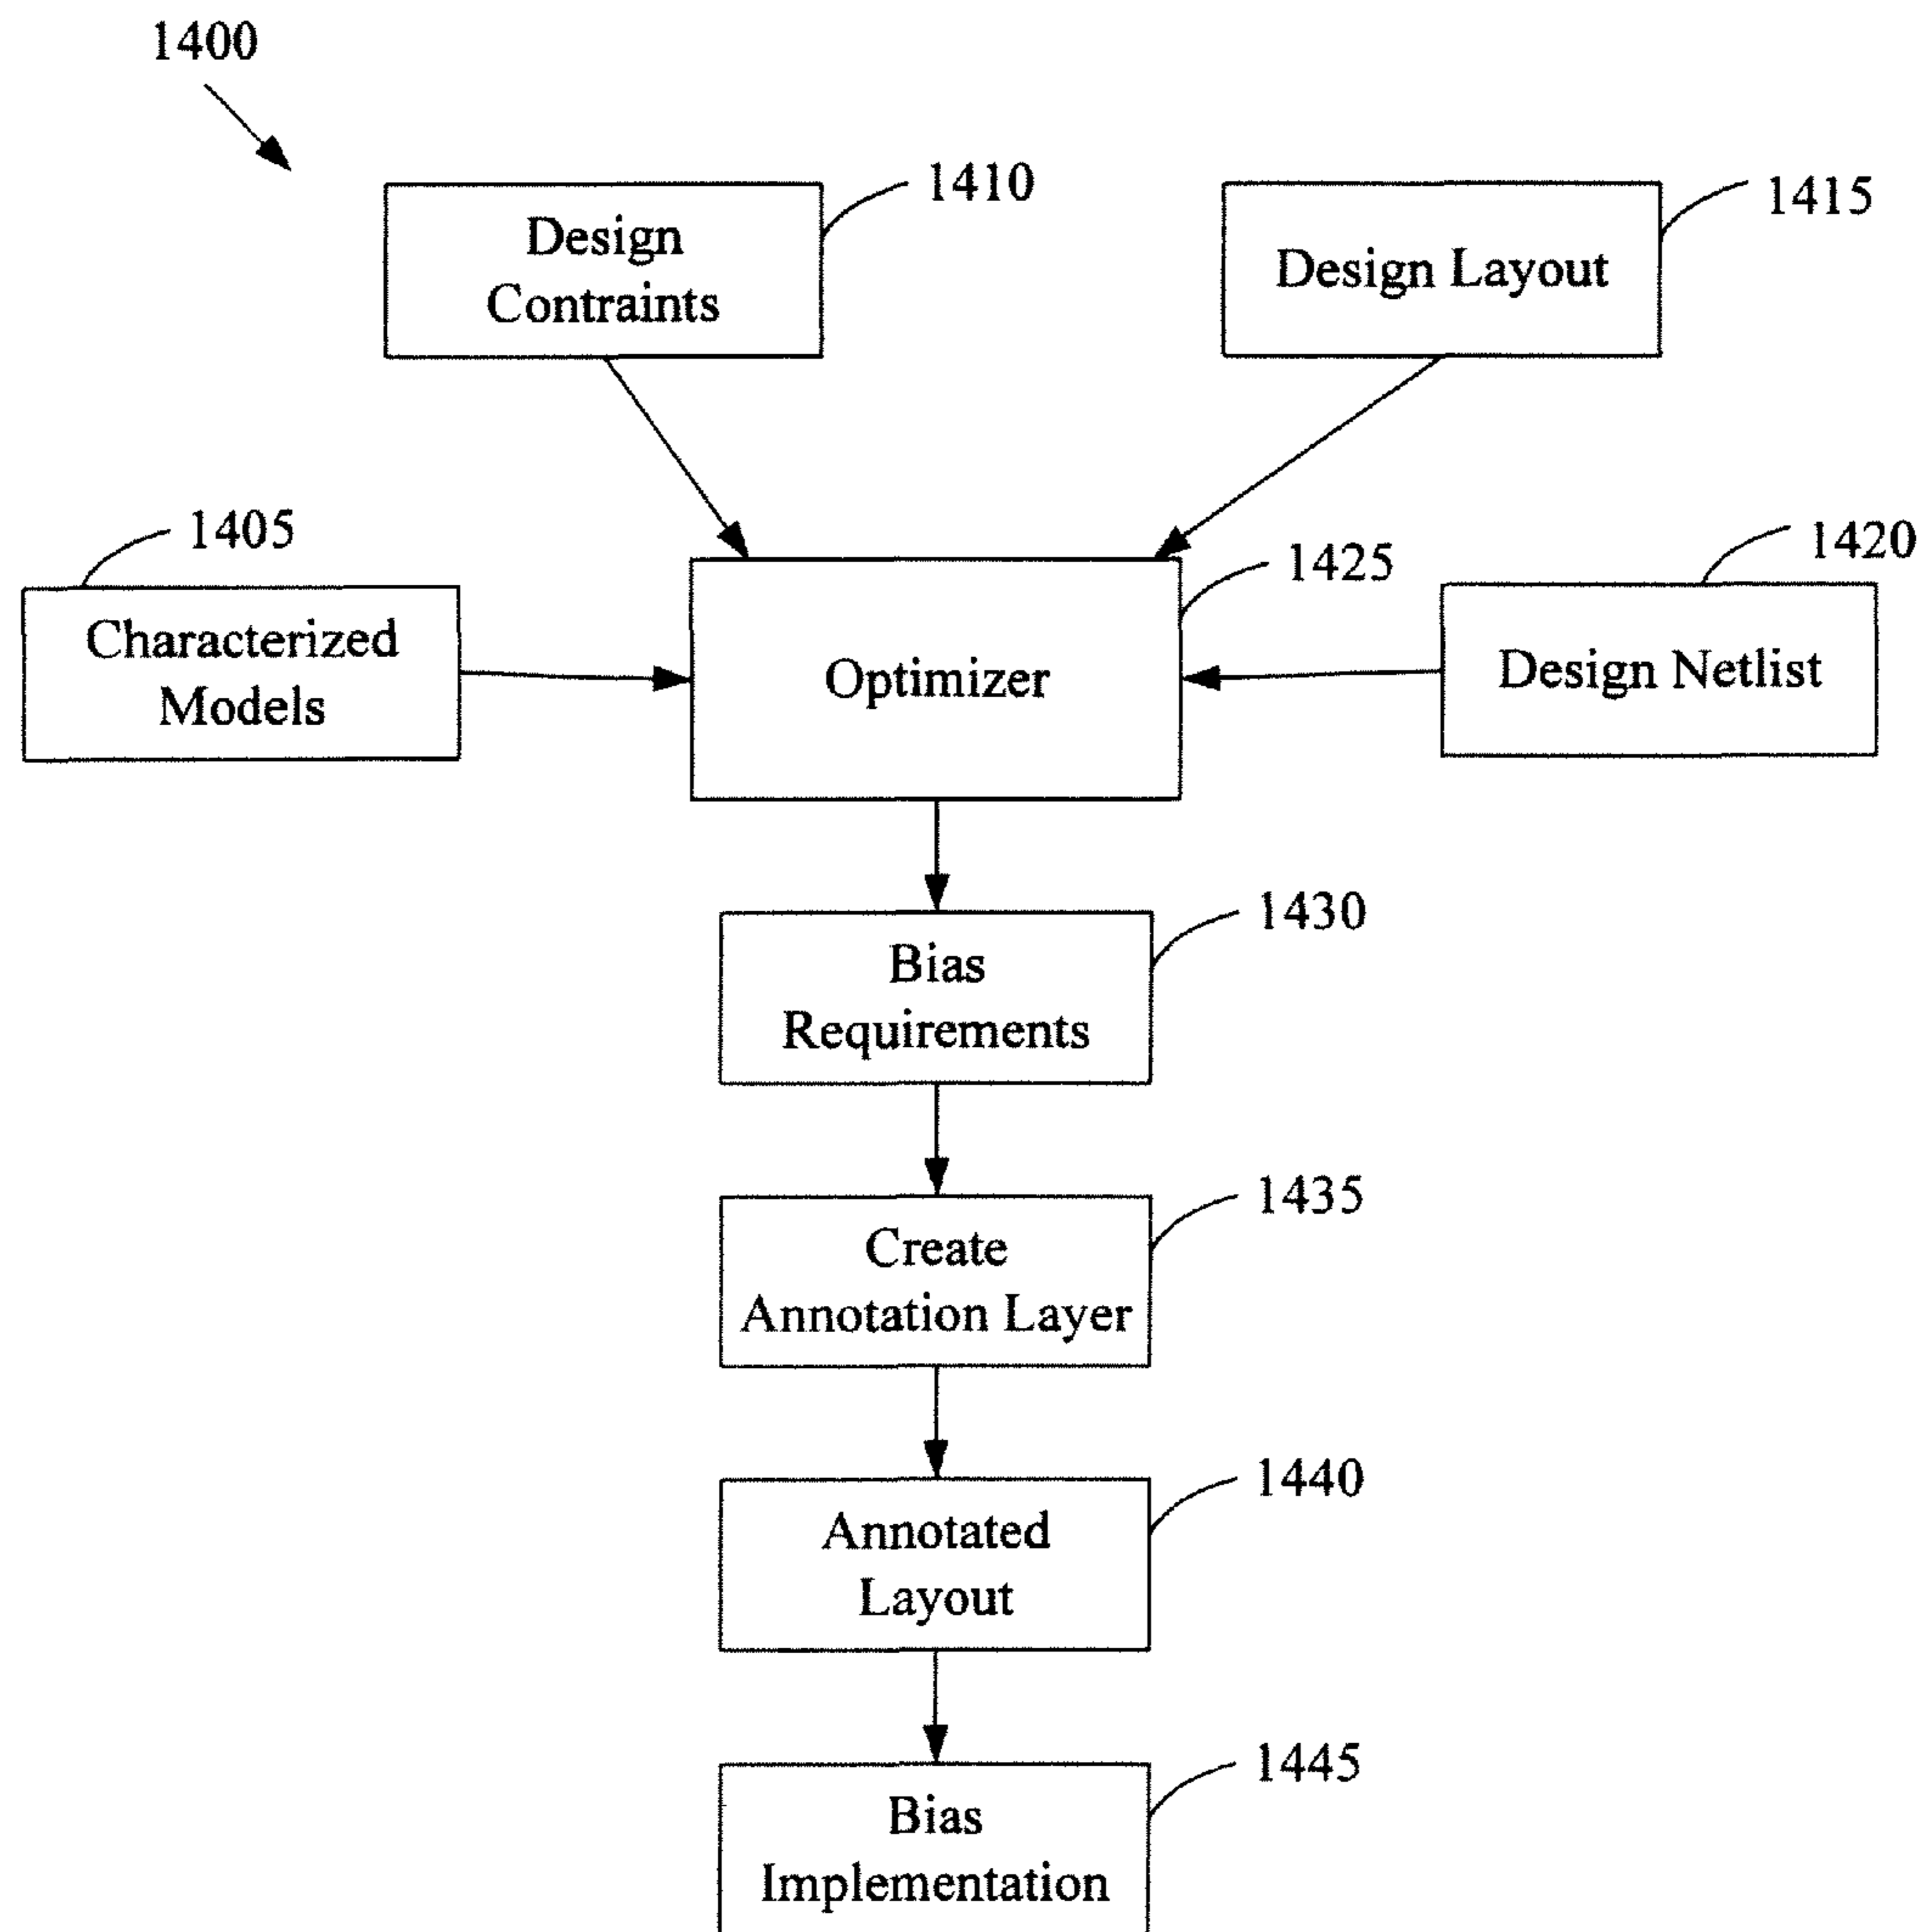 1400
1410
Design
Contraints
1415
Design Layout
1405
Characterized
Models
1425
Optimizer
1420
Design Netlist
1430
Bias
Requirements
1435
Create
Annotation Layer
1440
Annotated
Layout
1445
Bias
Implementation